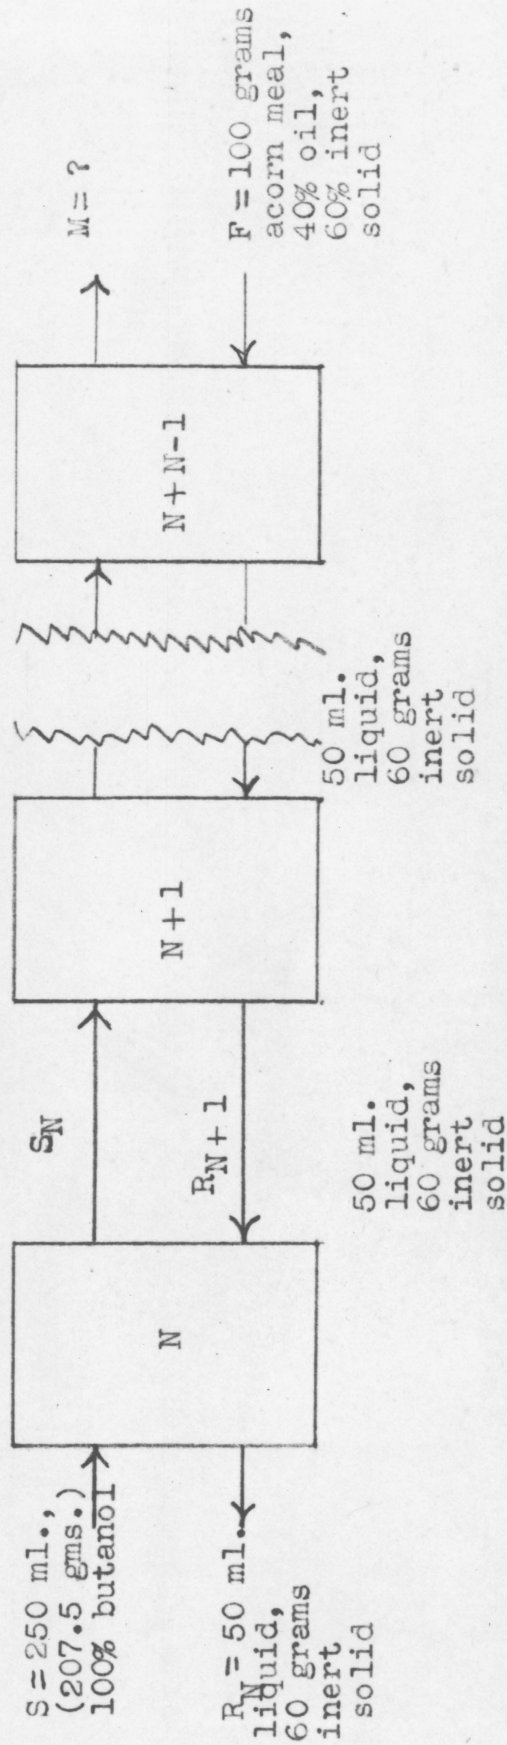 S = 250 ml.,
(207.5 gms.)
100% butanol
R_N = 50 ml.
liquid,
60 grams
inert
solid
N
S_N
R_N+1
50 ml.
liquid,
60 grams
inert
solid
N+1
50 ml.
liquid,
60 grams
inert
solid
N+N-1
M = ?
F = 100 grams
acorn meal,
40% oil,
60% inert
solid